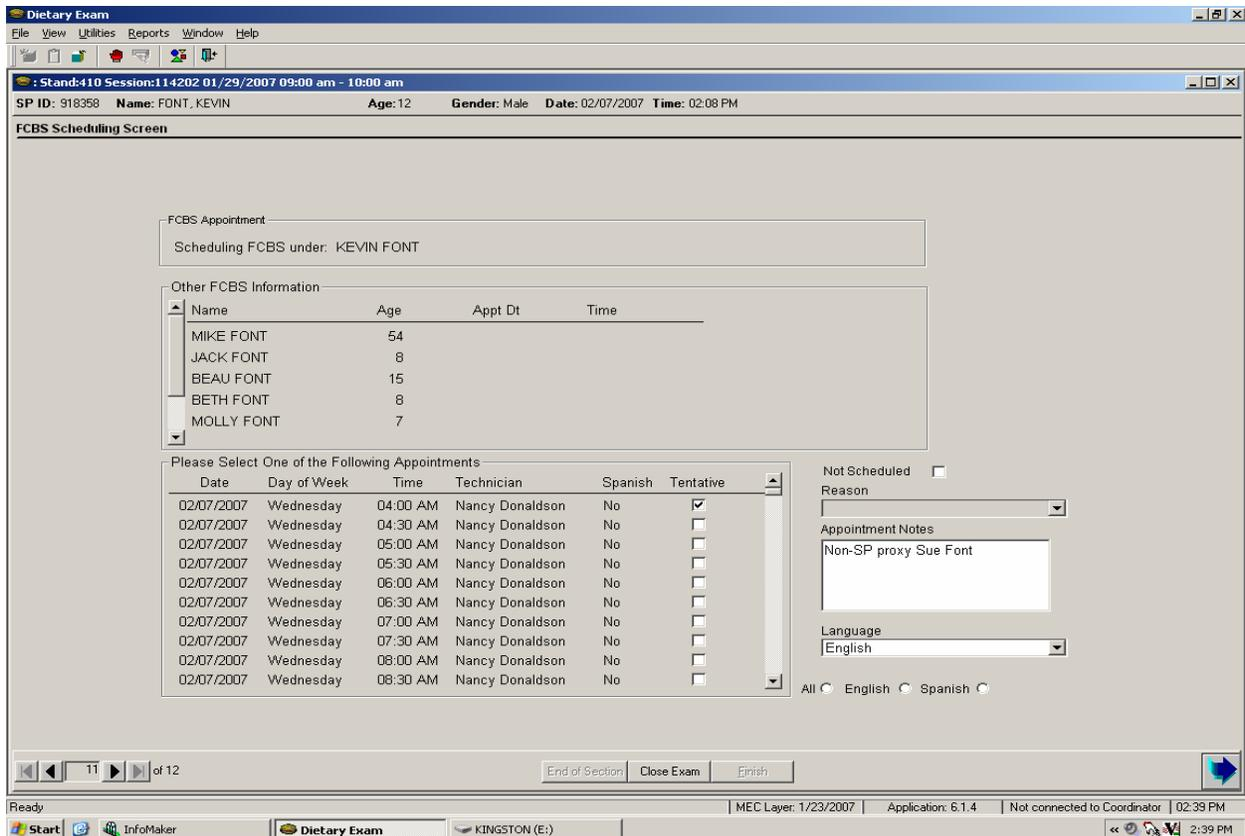 Dietary Exam
File View Utilities Reports Window Help
: Stand:410 Session:114202 01/29/2007 09:00 am - 10:00 am
SP ID: 918358 Name: FONT, KEVIN Age: 12 Gender: Male Date: 02/07/2007 Time: 02:08 PM
FCBS Scheduling Screen
FCBS Appointment
Scheduling FCBS under: KEVIN FONT
Other FCBS Information
Name Age Appt Dt Time
MIKE FONT 54
JACK FONT 8
BEAU FONT 15
BETH FONT 8
MOLLY FONT 7
Please Select One of the Following Appointments
Date Day of Week Time Technician Spanish Tentative
02/07/2007 Wednesday 04:00 AM Nancy Donaldson No
02/07/2007 Wednesday 04:30 AM Nancy Donaldson No
02/07/2007 Wednesday 05:00 AM Nancy Donaldson No
02/07/2007 Wednesday 05:30 AM Nancy Donaldson No
02/07/2007 Wednesday 06:00 AM Nancy Donaldson No
02/07/2007 Wednesday 06:30 AM Nancy Donaldson No
02/07/2007 Wednesday 07:00 AM Nancy Donaldson No
02/07/2007 Wednesday 07:30 AM Nancy Donaldson No
02/07/2007 Wednesday 08:00 AM Nancy Donaldson No
02/07/2007 Wednesday 08:30 AM Nancy Donaldson No
Not Scheduled
Reason
Appointment Notes
Non-SP proxy Sue Font
Language
English
All English Spanish
11 of 12
End of Section Close Exam Finish
Ready MEC Layer: 1/23/2007 Application: 6.1.4 Not connected to Coordinator 02:39 PM
Start InfoMaker Dietary Exam KINGSTON (E:) « 2:39 PM